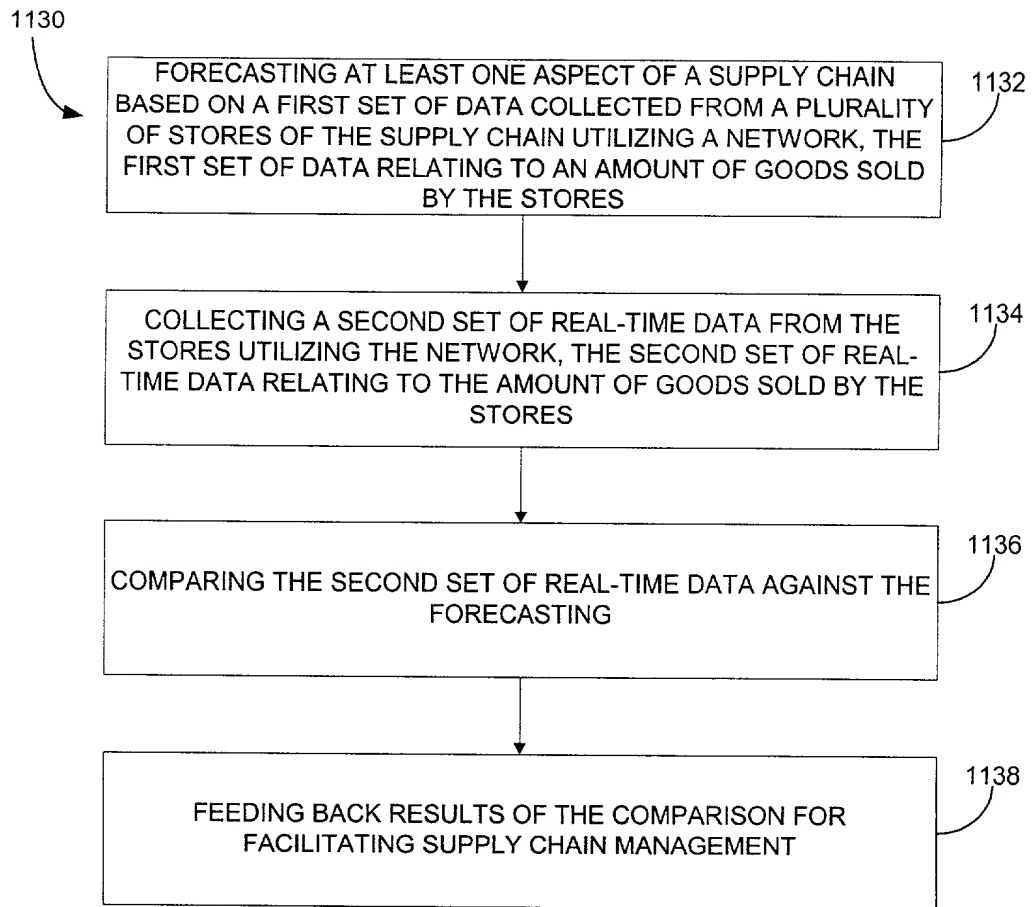 1130
FORECASTING AT LEAST ONE ASPECT OF A SUPPLY CHAIN
BASED ON A FIRST SET OF DATA COLLECTED FROM A PLURALITY
OF STORES OF THE SUPPLY CHAIN UTILIZING A NETWORK, THE
FIRST SET OF DATA RELATING TO AN AMOUNT OF GOODS SOLD
BY THE STORES
1132
COLLECTING A SECOND SET OF REAL-TIME DATA FROM THE
STORES UTILIZING THE NETWORK, THE SECOND SET OF REAL-
TIME DATA RELATING TO THE AMOUNT OF GOODS SOLD BY THE
STORES
1134
COMPARING THE SECOND SET OF REAL-TIME DATA AGAINST THE
FORECASTING
1136
FEEDING BACK RESULTS OF THE COMPARISON FOR
FACILITATING SUPPLY CHAIN MANAGEMENT
1138